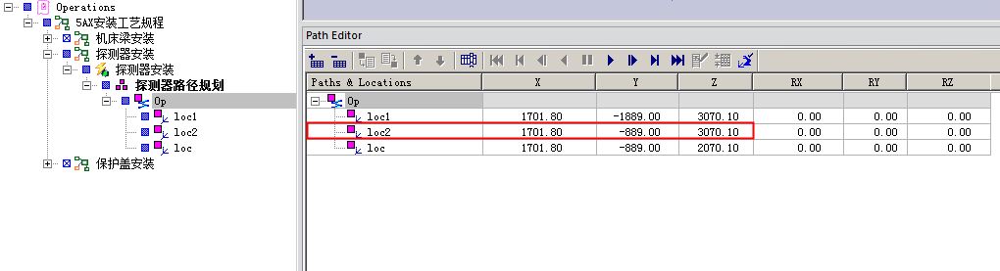 Operations
5AX安装工艺规程
机床梁安装
探测器安装
探测器安装
探测器路径规划
Op
loc1
loc2
loc
保护盖安装
Path Editor
Paths & Locations X Y Z RX RY RZ
Op
loc1 1701.80 -1889.00 3070.10 0.00 0.00 0.00
loc2 1701.80 -889.00 3070.10 0.00 0.00 0.00
loc 1701.80 -889.00 2070.10 0.00 0.00 0.00